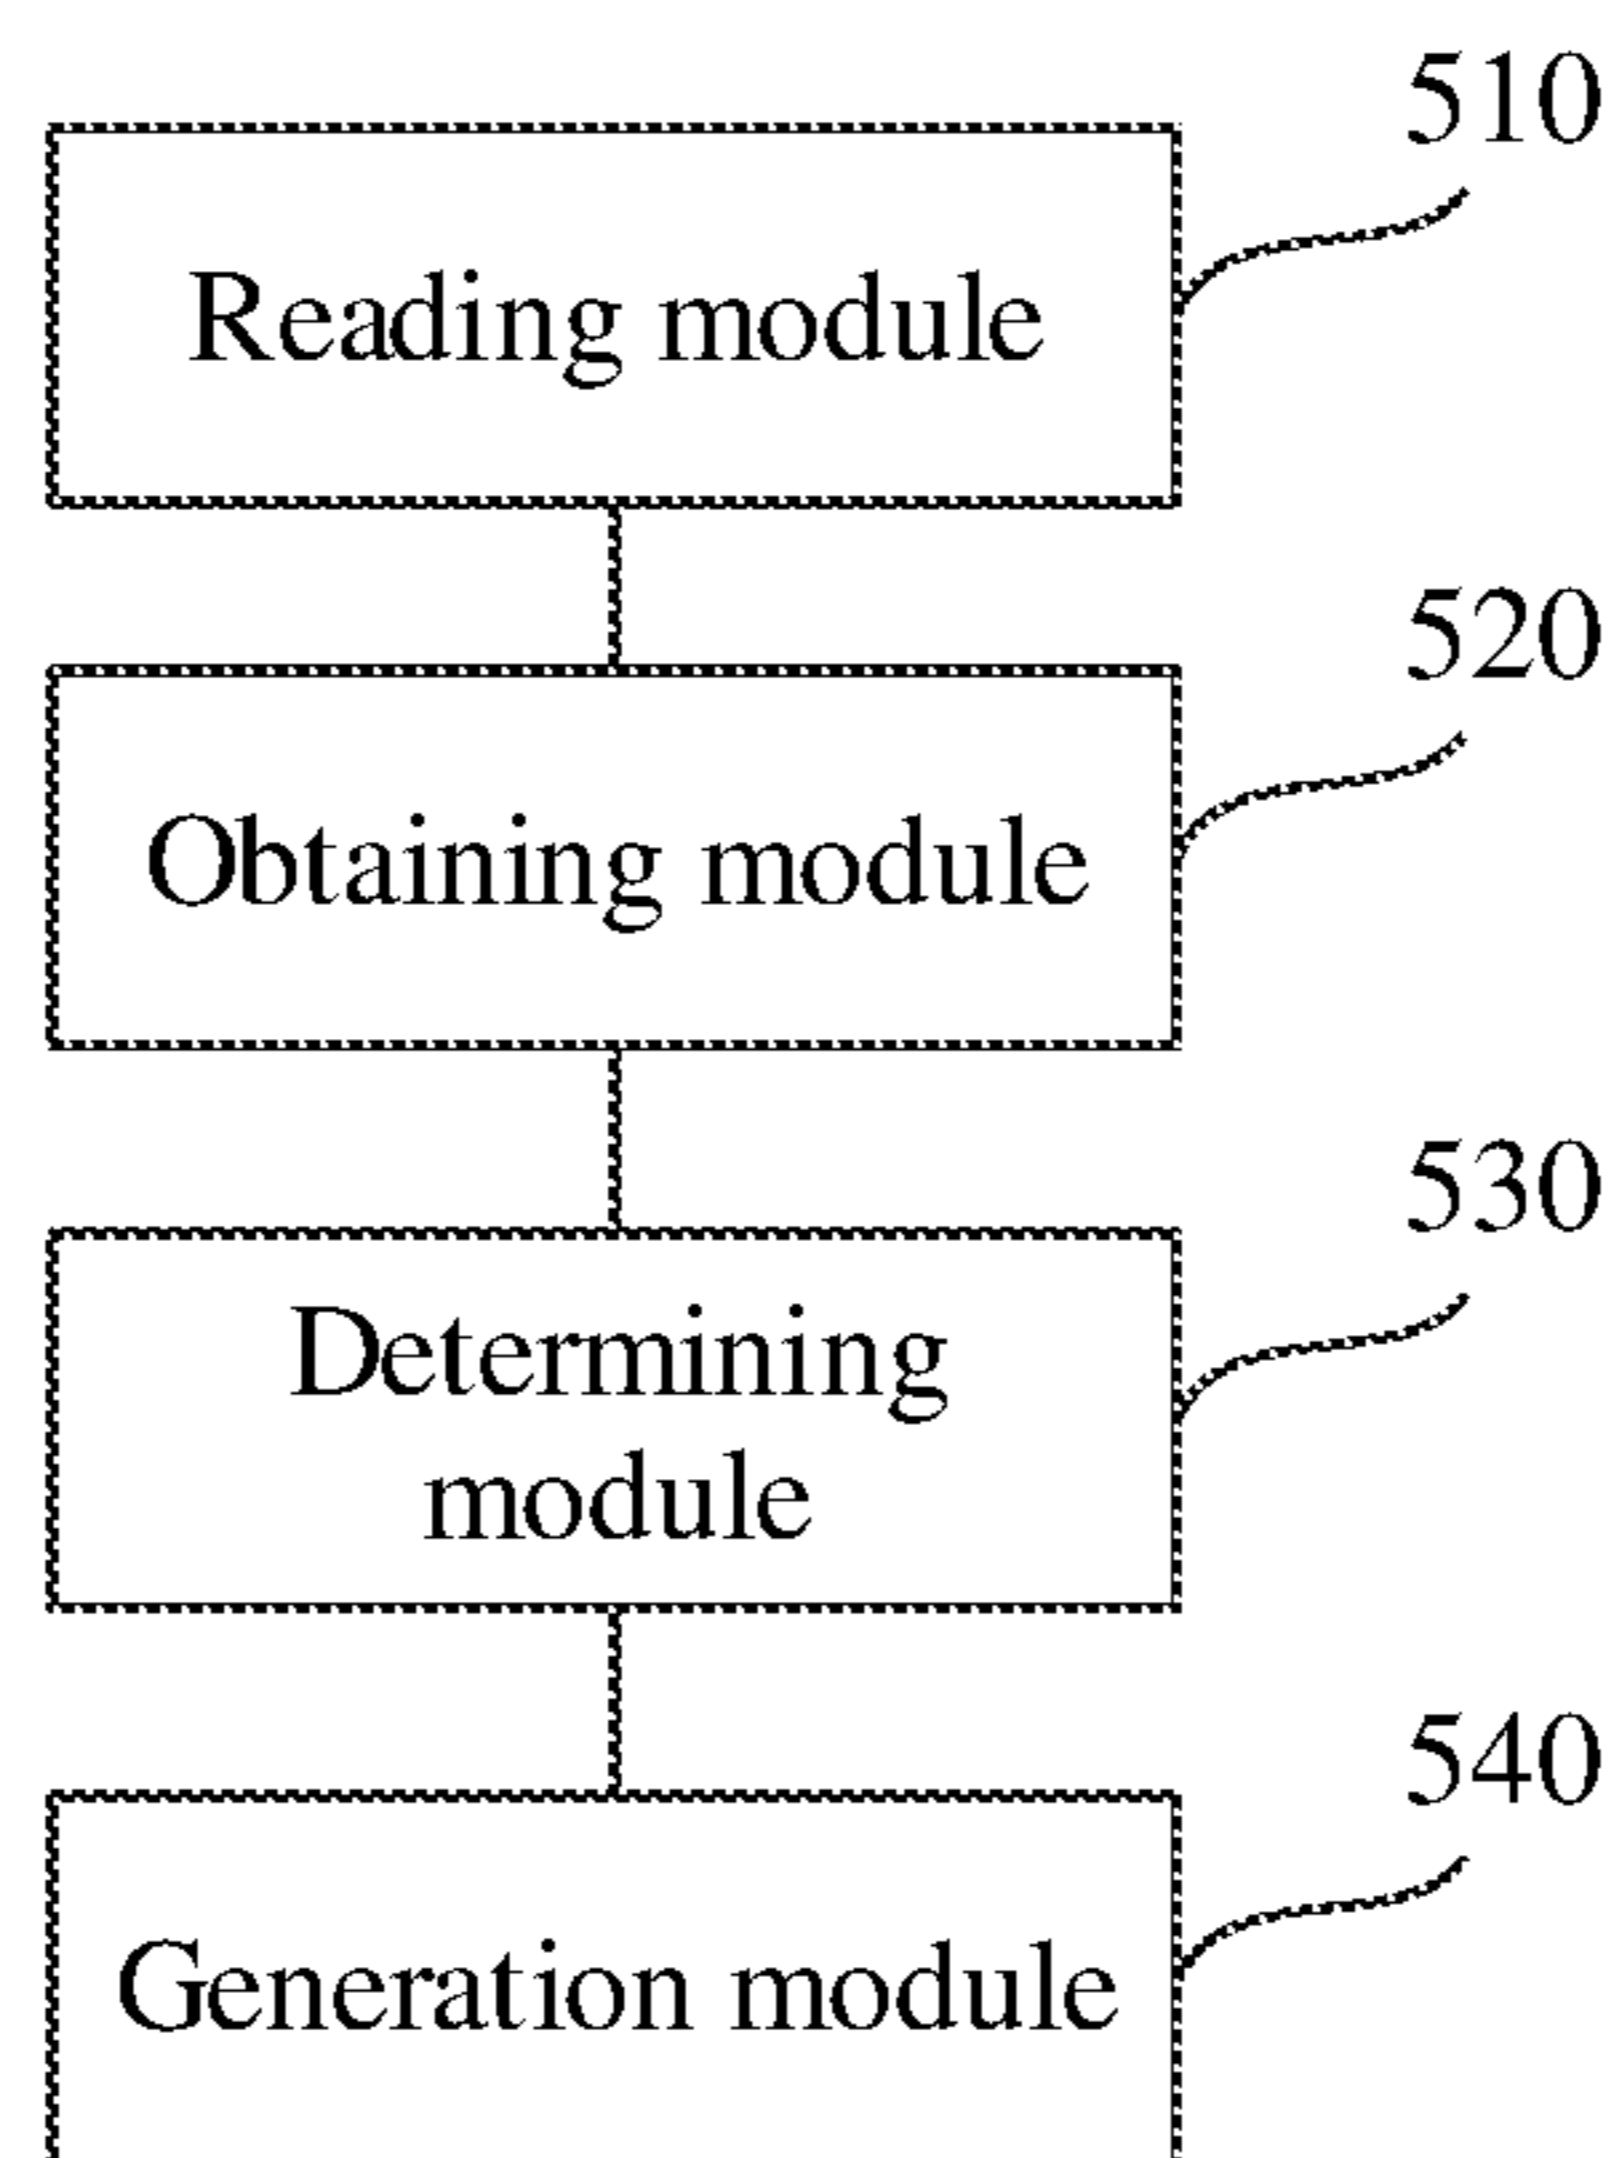 510
Reading module
520
Obtaining module
530
Determining
module
540
Generation module